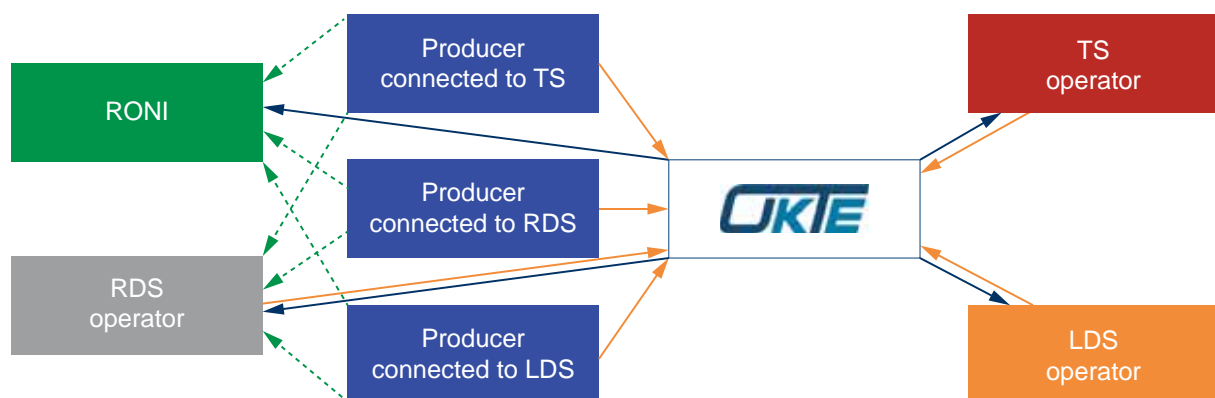 RONI
RDS
operator
Producer
connected to TS
Producer
connected to RDS
Producer
connected to LDS
OKTE
TS
operator
LDS
operator